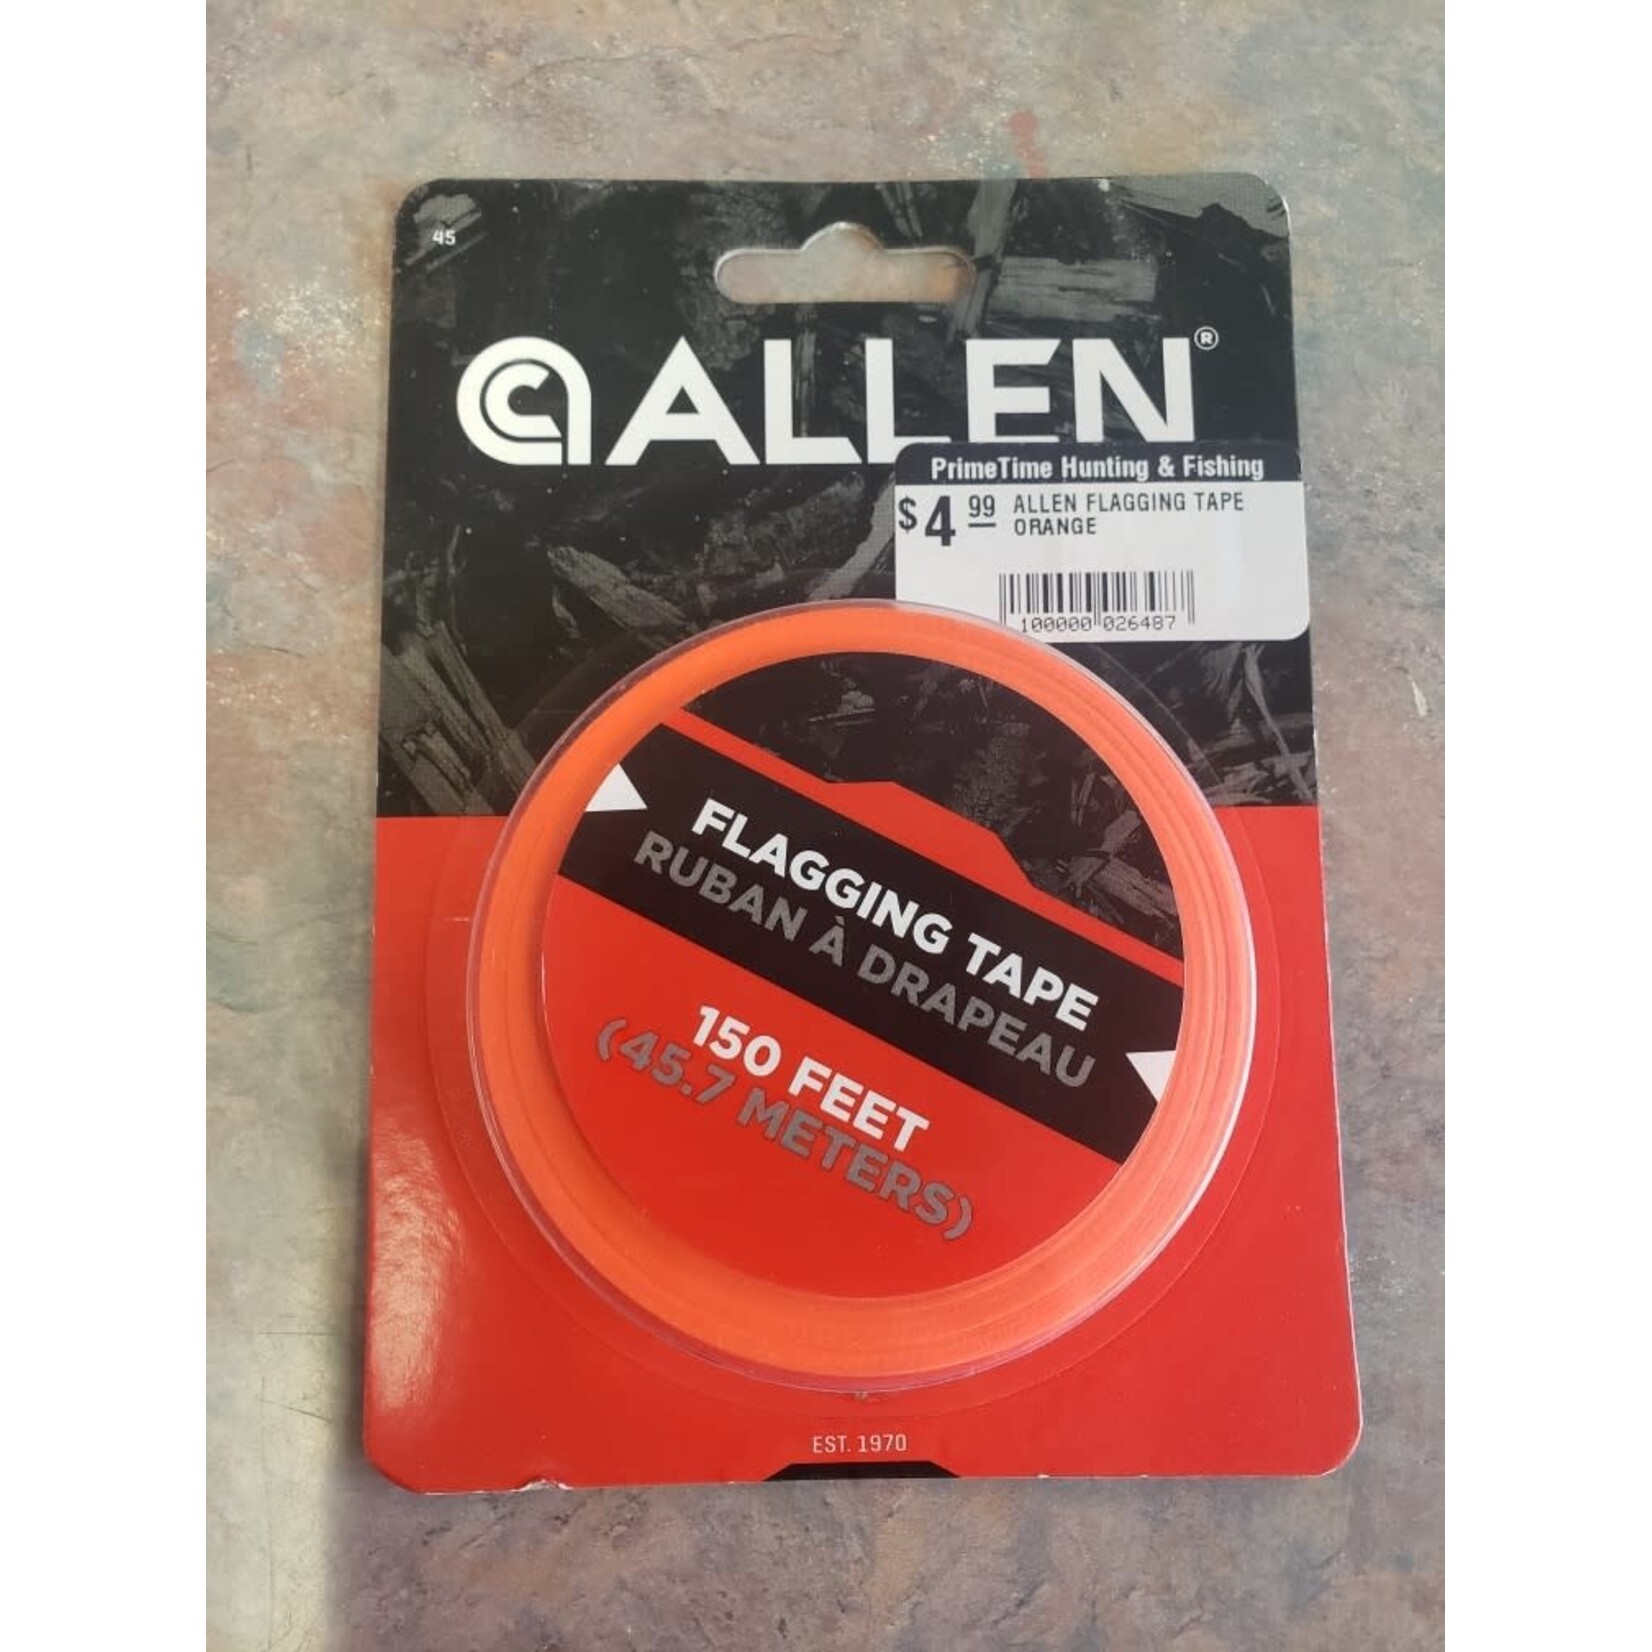 45
ALLEN®
PrimeTime Hunting & Fishing
$4 99 ALLEN FLAGGING TAPE
ORANGE
100000 026487
FLAGGING TAPE
RUBAN À DRAPEAU
150 FEET
(45.7 METERS)
EST. 1970